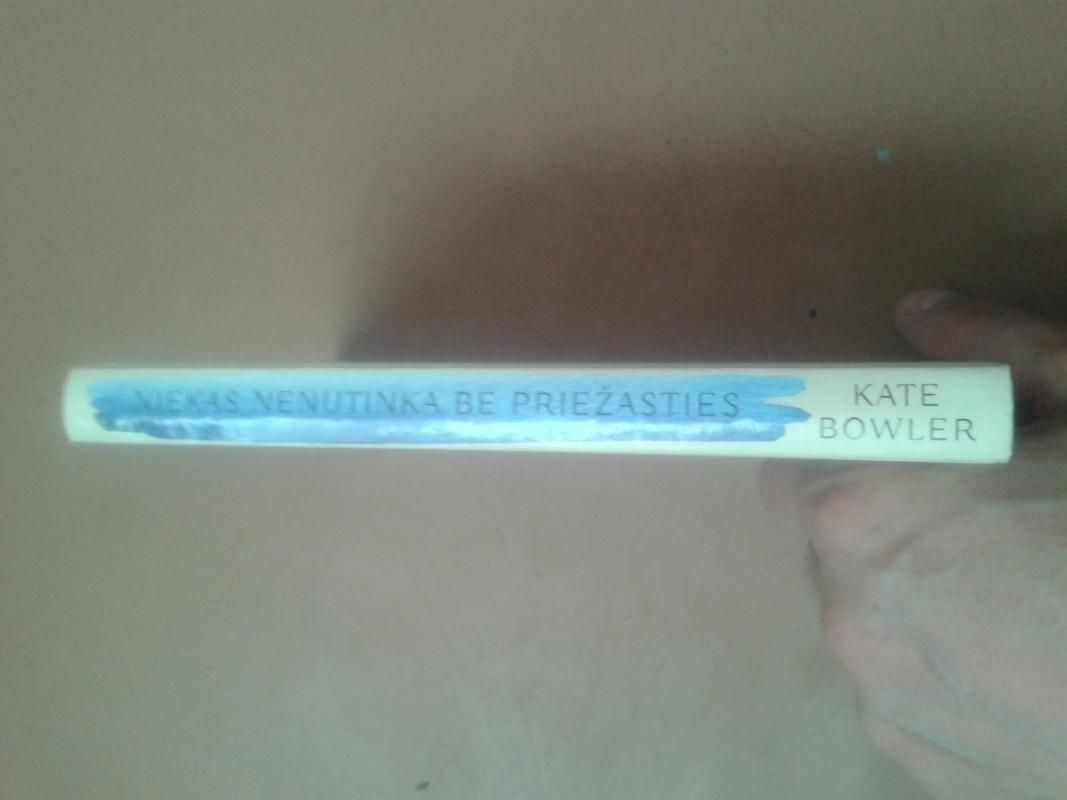 NIEKAS NENUTINKA BE PRIEŽASTIES
KATE
BOWLER